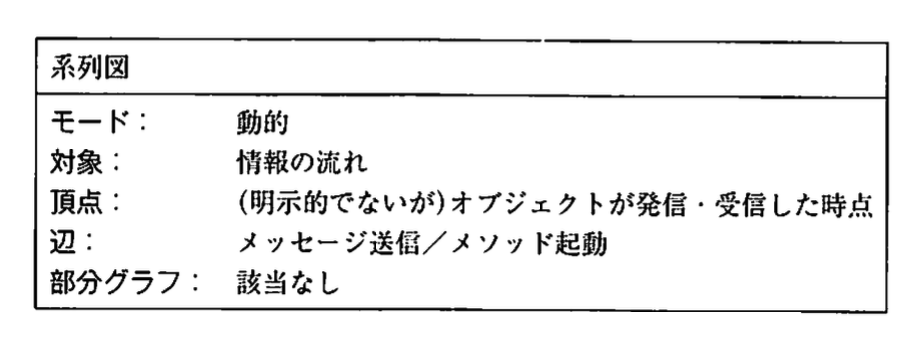 系列図
モード： 動的
対象： 情報の流れ
頂点： (明示的でないが)オブジェクトが発信・受信した時点
辺： メッセージ送信／メソッド起動
部分グラフ： 該当なし